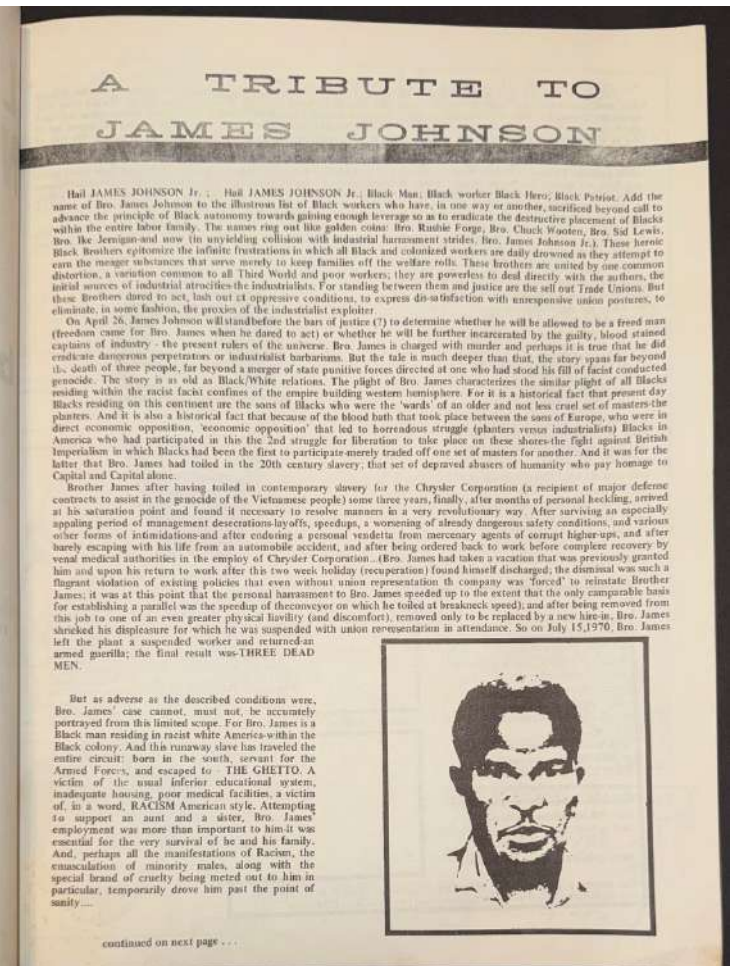 A TRIBUTE TO
JAMES JOHNSON
Hail JAMES JOHNSON Jr. ; Hail JAMES JOHNSON Jr.; Black Man; Black worker Black Hero; Black Patriot. Add the
name of Bro. James Johnson to the illustrous list of Black workers who have, in one way or another, sacrificed beyond call to
advance the principle of Black autonomy towards gaining enough leverage so as to eradicate the destructive placement of Blacks
within the entire labor family. The names ring out like golden coins: Bro. Rushie Forge, Bro. Chuck Wooten, Bro. Sid Lewis,
Bro. Ike Jernigan-and now (in unyielding collision with industrial harrassment strides, Bro. James Johnson Jr.). These heroic
Black Brothers epitomize the infinite frustrations in which all Black and colonized workers are daily drowned as they attempt to
earn the meager substances that serve merely to keep families off the welfare rolls. These brothers are united by one common
distortion, a variation common to all Third World and poor workers; they are powerless to deal directly with the authors, the
initial sources of industrial atrocities-the industrialists. For standing between them and justice are the sell out Trade Unions. But
these Brothers dared to act, lash out ct oppressive conditions, to express dis-satisfaction with unresponsive union postures, to
eliminate, in some fashion, the proxies of the industrialist exploiter.
On April 26, James Johnson will stand before the bars of justice (?) to determine whether he will be allowed to be a freed man
(freedom came for Bro. James when he dared to act) or whether he will be further incarcerated by the guilty, blood stained
captains of industry - the present rulers of the universe. Bro. James is charged with murder and perhaps it is true that he did
eredicate dangerous perpetrators or industrialist barbarisms. But the tale is much deeper than that, the story spans far beyond
the death of three people, far beyond a merger of state punitive forces directed at one who had stood his fill of facist conducted
genocide. The story is as old as Black/White relations. The plight of Bro. James characterizes the similar plight of all Blacks
residing within the racist facist confines of the empire building western hemisphere. For it is a historical fact that present day
Blacks residing on this continent are the sons of Blacks who were the 'wards' of an older and not less cruel set of masters-the
planters. And it is also a historical fact that because of the blood bath that took place between the sons of Europe, who were in
direct economic opposition, 'economic opposition' that led to horrendous struggle (planters versus industrialists) Blacks in
America who had participated in this the 2nd struggle for liberation to take place on these shores-the fight against British
Imperialism in which Blacks had been the first to participate-merely traded off one set of masters for another. And it was for the
latter that Bro. James had toiled in the 20th century slavery; that set of depraved abusers of humanity who pay homage to
Capital and Capital alone.
Brother James after having toiled in contemporary slavery for the Chrysler Corporation (a recipient of major defense
contracts to assist in the genocide of the Vietnamese people) some three years, finally, after months of personal heckling, arrived
at his saturation point and found it necessary to resolve manners in a very revolutionary way. After surviving an especially
appaling period of management desecrations-layoffs, speedups, a worsening of already dangerous safety conditions, and various
other forms of intimidations-and after enduring a personal vendetta from mercenary agents of corrupt higher-ups, and after
barely escaping with his life from an automobile accident, and after being ordered back to work before complere recovery by
venal medical authorities in the employ of Chrysler Corporation...(Bro. James had taken a vacation that was previously granted
him and upon his return to work after this two week holiday (recuperation) found himself discharged; the dismissal was such a
flagrant violation of existing policies that even without union representation th company was 'forced' to reinstate Brother
James; it was at this point that the personal harrassment to Bro. James speeded up to the extent that the only comparable basis
for establishing a parallel was the speedup of theconveyor on which he toiled at breakneck speed); and after being removed from
this job to one of an even greater physical liavility (and discomfort), removed only to be replaced by a new hire-in, Bro. James
shrieked his displeasure for which he was suspended with union representation in attendance. So on July 15,1970, Bro. James
left the plant a suspended worker and returned-an
armed guerilla; the final result was-THREE DEAD
MEN.
But as adverse as the described conditions were,
Bro. James' case cannot, must not, be accurately
portrayed from this limited scope. For Bro. James is a
Black man residing in racist white America-within the
Black colony. And this runaway slave has traveled the
entire circuit: born in the south, servant for the
Armed Forces, and escaped to - THE GHETTO. A
victim of the usual inferior educational system,
inadequate housing, poor medical facilities, a victim
of, in a word, RACISM American style. Attempting
to support an aunt and a sister, Bro. James'
employment was more than important to him-it was
essential for the very survival of he and his family.
And, perhaps all the manifestations of Racism, the
emasculation of minority males, along with the
special brand of cruelty being meted out to him in
particular, temporarily drove him past the point of
sanity....
continued on next page . . .